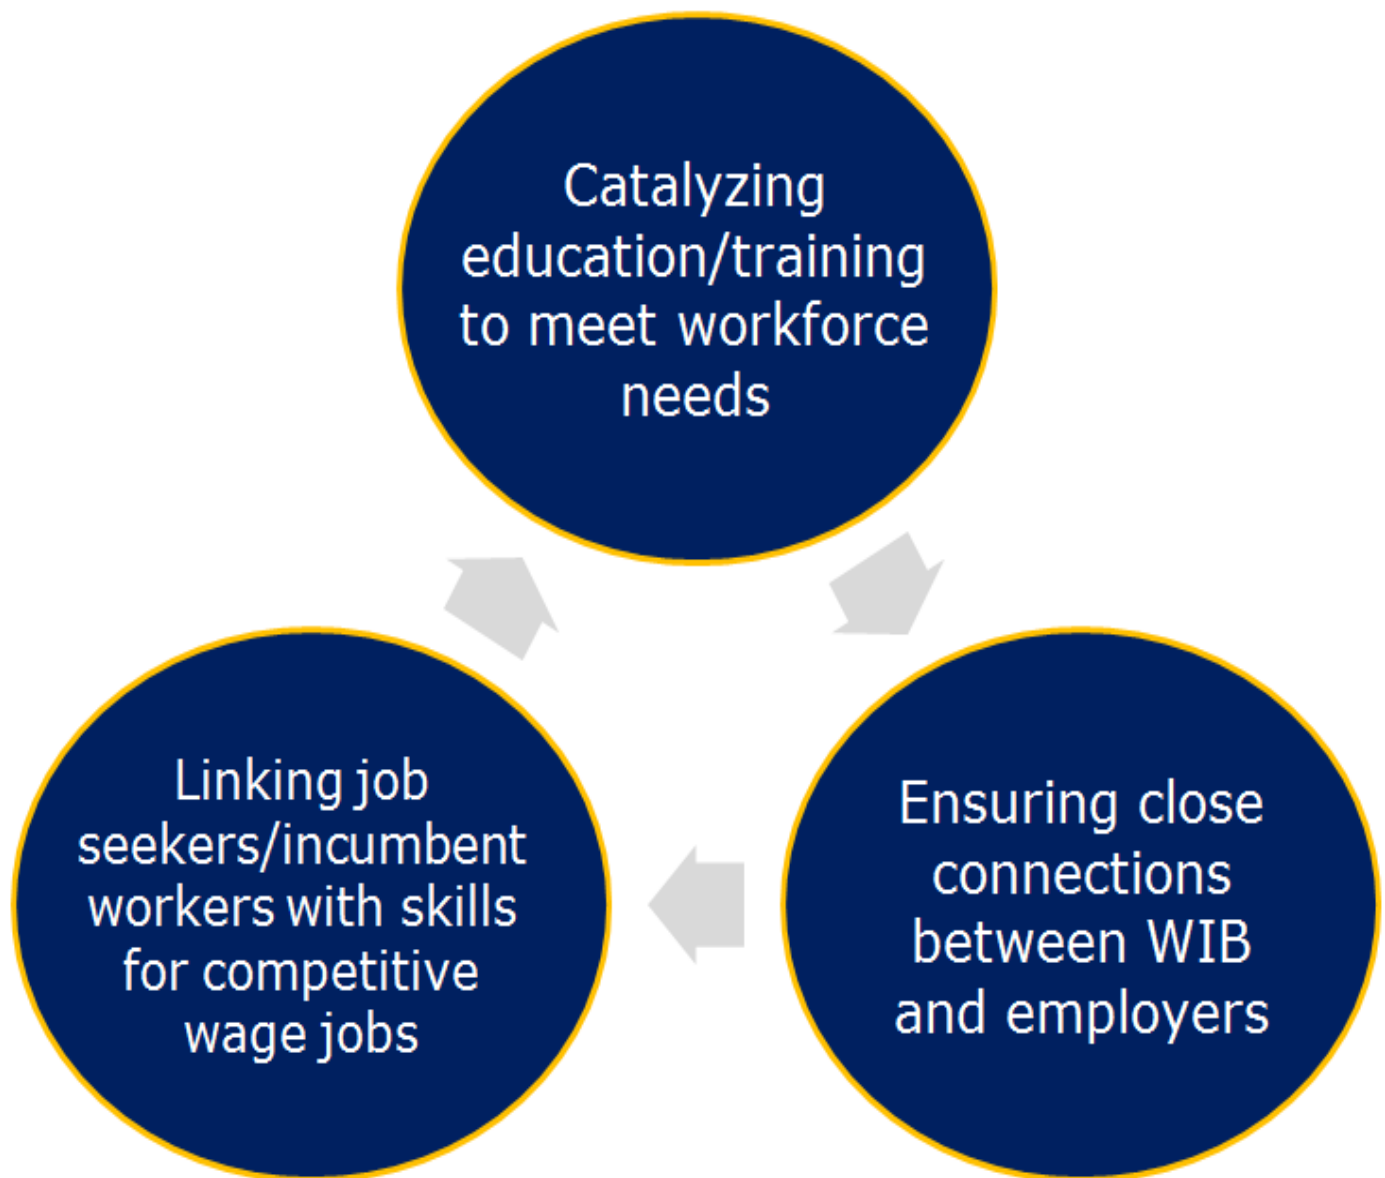 Catalyzing
education/training
to meet workforce
needs
Linking job
seekers/incumbent
workers with skills
for competitive
wage jobs
Ensuring close
connections
between WIB
and employers